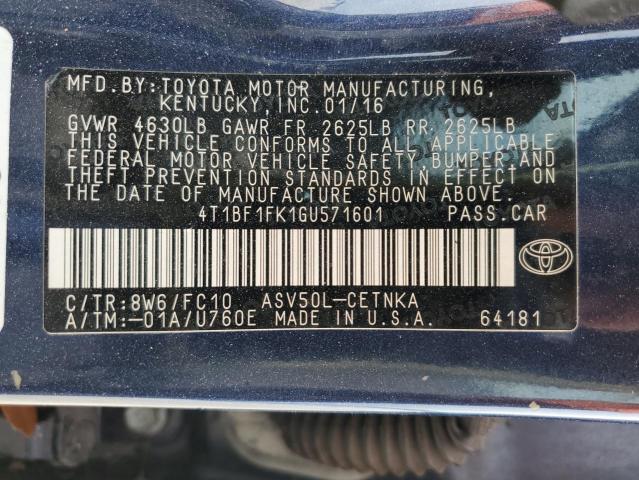 MFD.BY:TOYOTA MOTOR MANUFACTURING,
KENTUCKY, INC.01/16
GVWR 4630LB GAWR FR 2625LB RR 2625LB
THIS VEHICLE CONFORMS TO ALL APPLICABLE
FEDERAL MOTOR VEHICLE SAFETY,BUMPER AND
THEFT PREVENTION STANDARDS IN EFFECT ON
THE DATE OF MANUFACTURE SHOWN ABOVE.
4T1BF1FK1GU571601 PASS.CAR
C/TR:8W6/FC10 ASV50L-CETNKA
A/TM:-01A/U760E MADE IN U.S.A. 64181